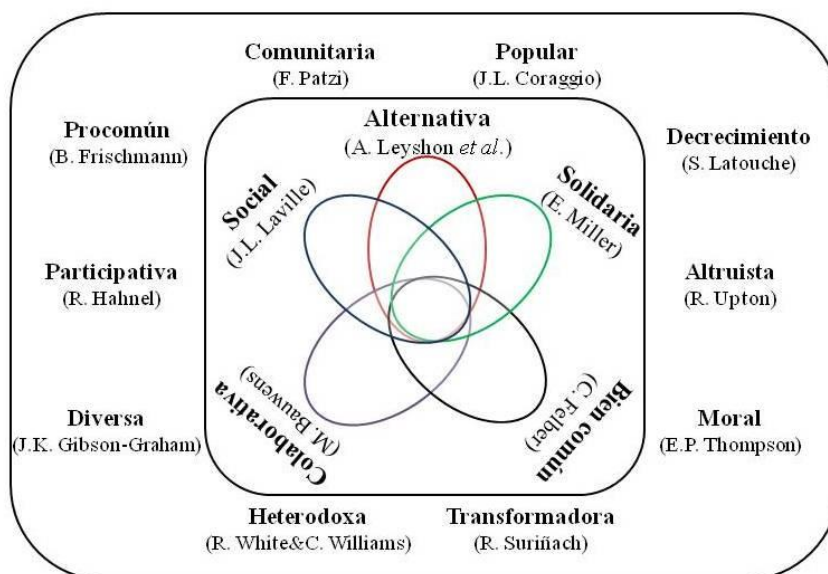 Comunitaria
(F. Patzi)
Popular
(J.L. Coraggio)
Procomún
(B. Frischmann)
Alternativa
(A. Leyshon et al.)
Decrecimiento
(S. Latouche)
Social
(J.L. Laville)
Solidaria
(E. Miller)
Participativa
(R. Hahnel)
Altruista
(R. Upton)
Colaborativa
(M. Bauwens)
Bien común
(C. Felber)
Diversa
(J.K. Gibson-Graham)
Moral
(E.P. Thompson)
Heterodoxa
(R. White&C. Williams)
Transformadora
(R. Suriñach)